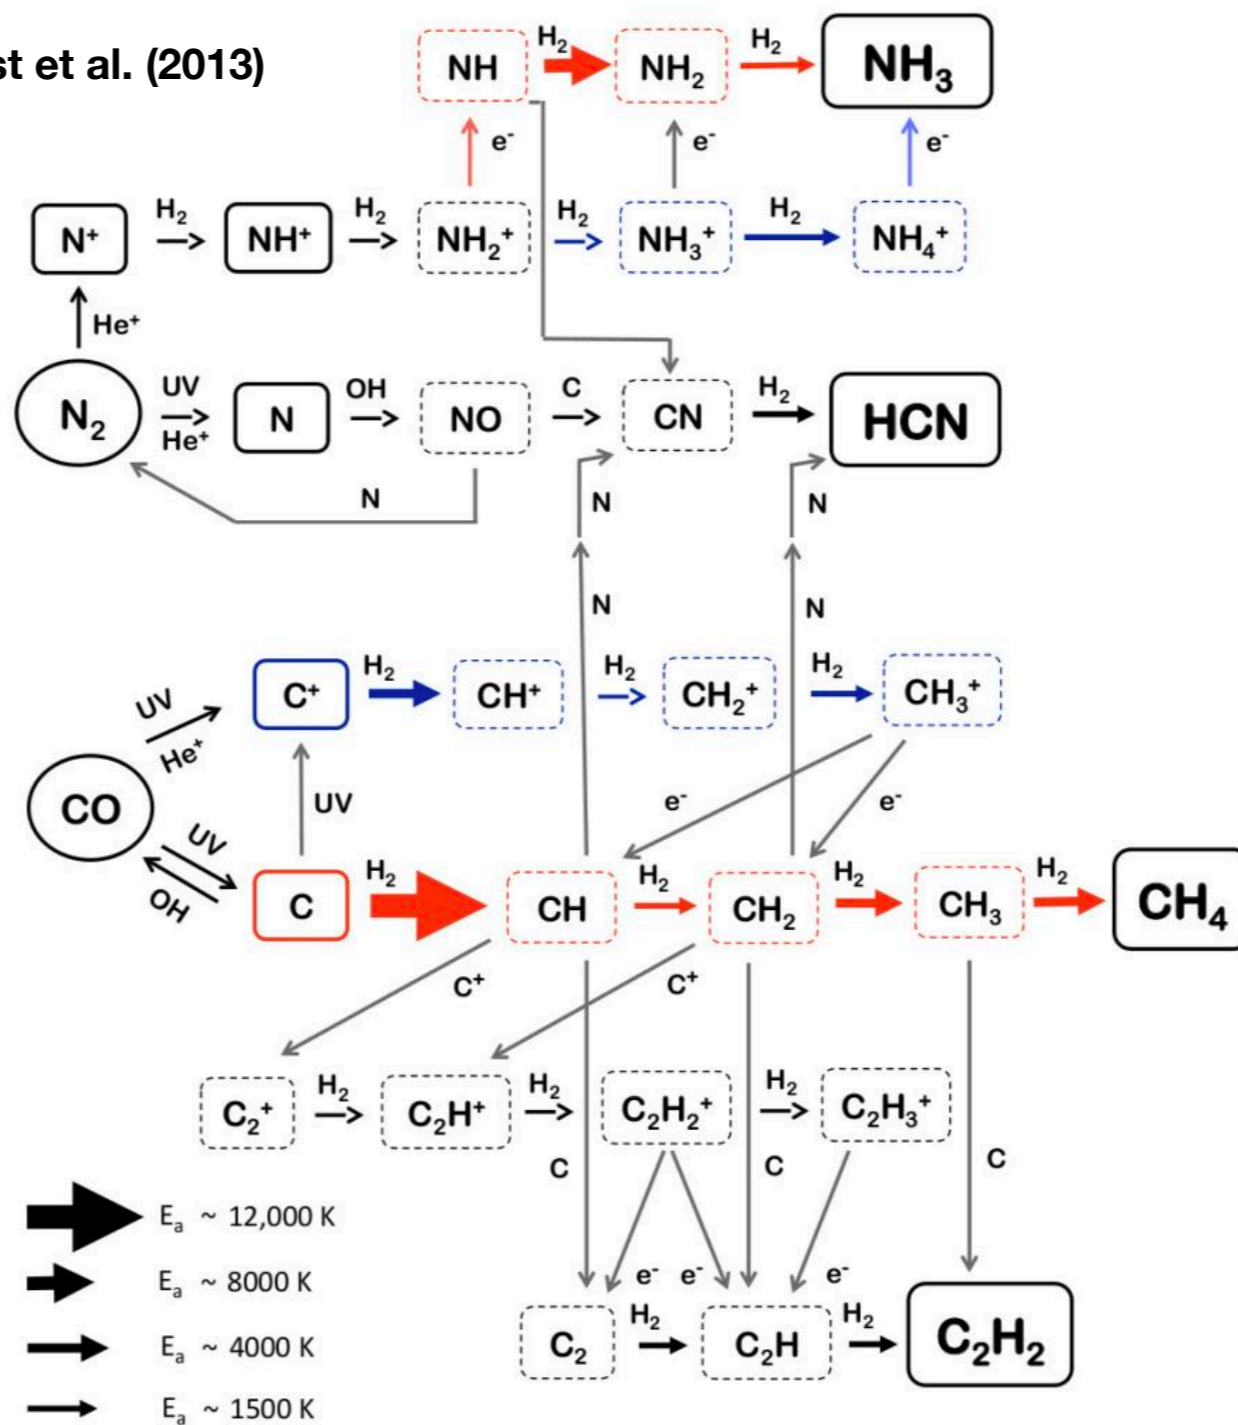 st et al. (2013)
H₂ H₂
NH NH₂ NH₃
e⁻ e⁻ e⁻
H₂ H₂ H₂ H₂
N⁺ NH⁺ NH₂⁺ NH₃⁺ NH₄⁺
He⁺
UV OH C H₂
N₂ N NO CN HCN
He⁺
N N N
N N
H₂ H₂ H₂
UV C⁺ CH⁺ CH₂⁺ CH₃⁺
He⁺
CO UV e⁻ e⁻
UV
H₂ H₂ H₂ H₂
OH C CH CH₂ CH₃ CH₄
C⁺ C⁺
H₂ H₂ H₂
C₂⁺ C₂H⁺ C₂H₂⁺ C₂H₃⁺
C C C
Eₐ ~ 12,000 K
Eₐ ~ 8000 K e⁻ e⁻ e⁻
H₂ H₂
Eₐ ~ 4000 K C₂ C₂H C₂H₂
Eₐ ~ 1500 K